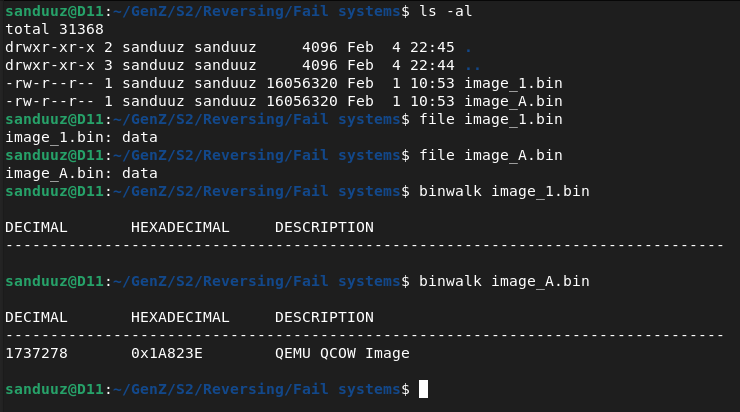 sanduuz@D11:~/GenZ/S2/Reversing/Fail systems$ ls -al
total 31368
drwxr-xr-x 2 sanduuz sanduuz     4096 Feb  4 22:45 .
drwxr-xr-x 3 sanduuz sanduuz     4096 Feb  4 22:44 ..
-rw-r--r-- 1 sanduuz sanduuz 16056320 Feb  1 10:53 image_1.bin
-rw-r--r-- 1 sanduuz sanduuz 16056320 Feb  1 10:53 image_A.bin
sanduuz@D11:~/GenZ/S2/Reversing/Fail systems$ file image_1.bin
image_1.bin: data
sanduuz@D11:~/GenZ/S2/Reversing/Fail systems$ file image_A.bin
image_A.bin: data
sanduuz@D11:~/GenZ/S2/Reversing/Fail systems$ binwalk image_1.bin
DECIMAL       HEXADECIMAL     DESCRIPTION
--------------------------------------------------------------------------------
sanduuz@D11:~/GenZ/S2/Reversing/Fail systems$ binwalk image_A.bin
DECIMAL       HEXADECIMAL     DESCRIPTION
--------------------------------------------------------------------------------
1737278       0x1A823E        QEMU QCOW Image
sanduuz@D11:~/GenZ/S2/Reversing/Fail systems$